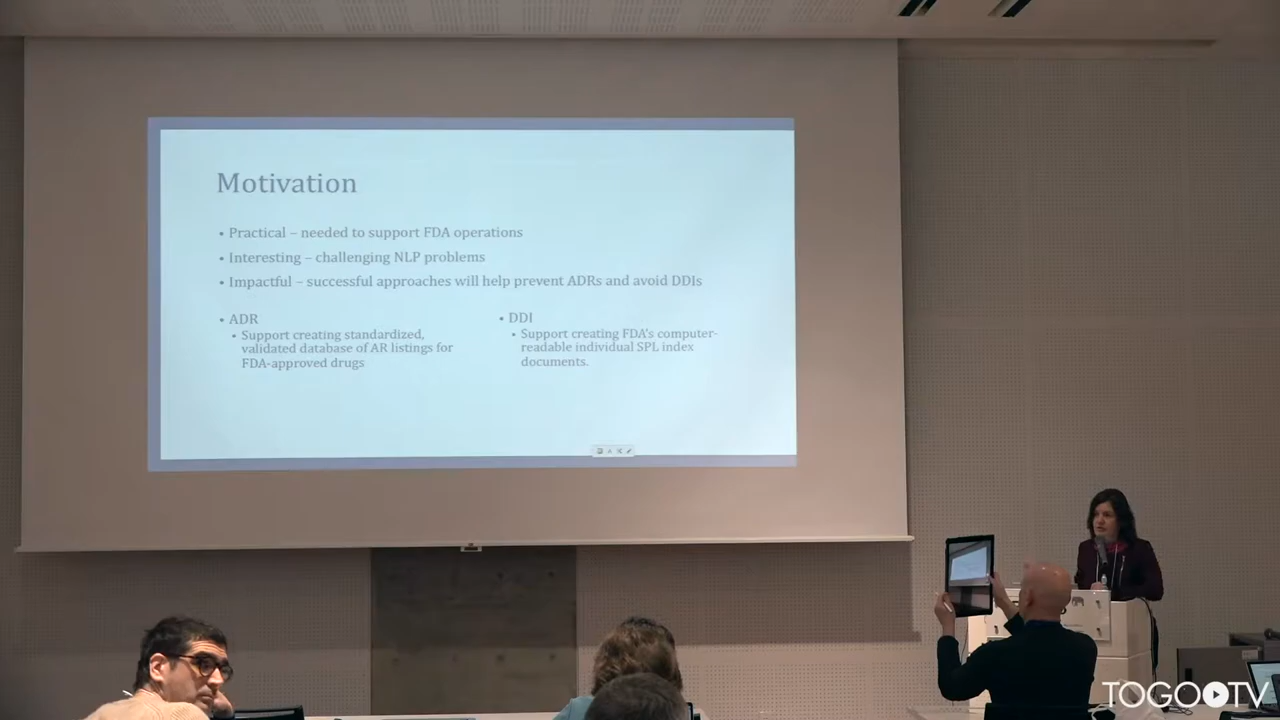 Motivation
• Practical – needed to support FDA operations
• Interesting – challenging NLP problems
• Impactful – successful approaches will help prevent ADRs and avoid DDIs
• ADR
• Support creating standardized,
validated database of AR listings for
FDA-approved drugs
• DDI
• Support creating FDA's computer-
readable individual SPL index
documents.
TOGOTV